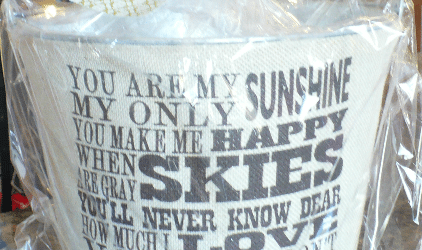 YOU ARE MY SUNSHINE
MY ONLY
YOU MAKE ME HAPPY
WHEN SKIES
ARE GRAY
YOU'LL NEVER KNOW DEAR
HOW MUCH I LOVE